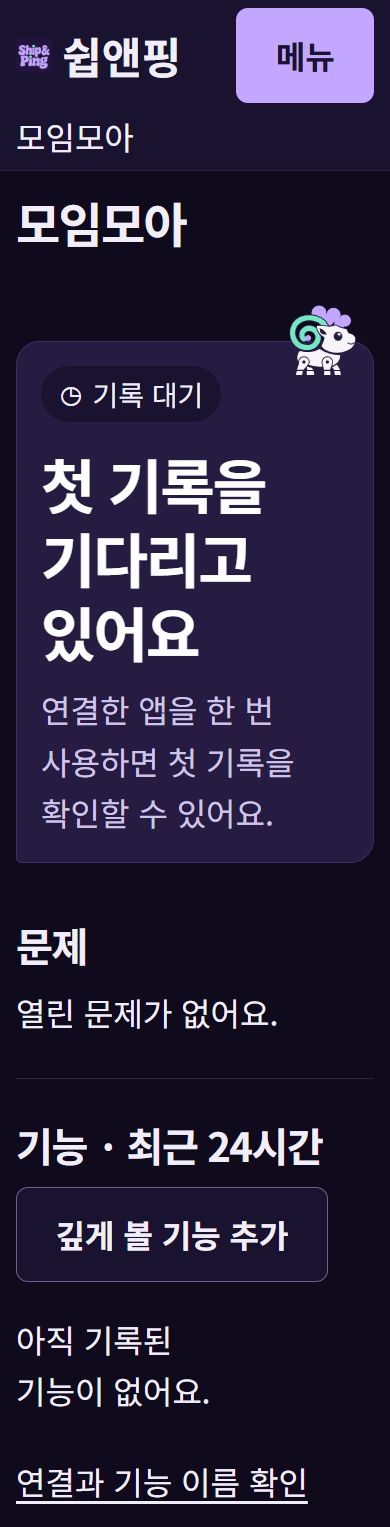 Ship&
Ping
쉽앤핑
메뉴
모임모아
모임모아
기록 대기
첫 기록을
기다리고
있어요
연결한 앱을 한 번
사용하면 첫 기록을
확인할 수 있어요.
문제
열린 문제가 없어요.
기능 · 최근 24시간
깊게 볼 기능 추가
아직 기록된
기능이 없어요.
연결과 기능 이름 확인